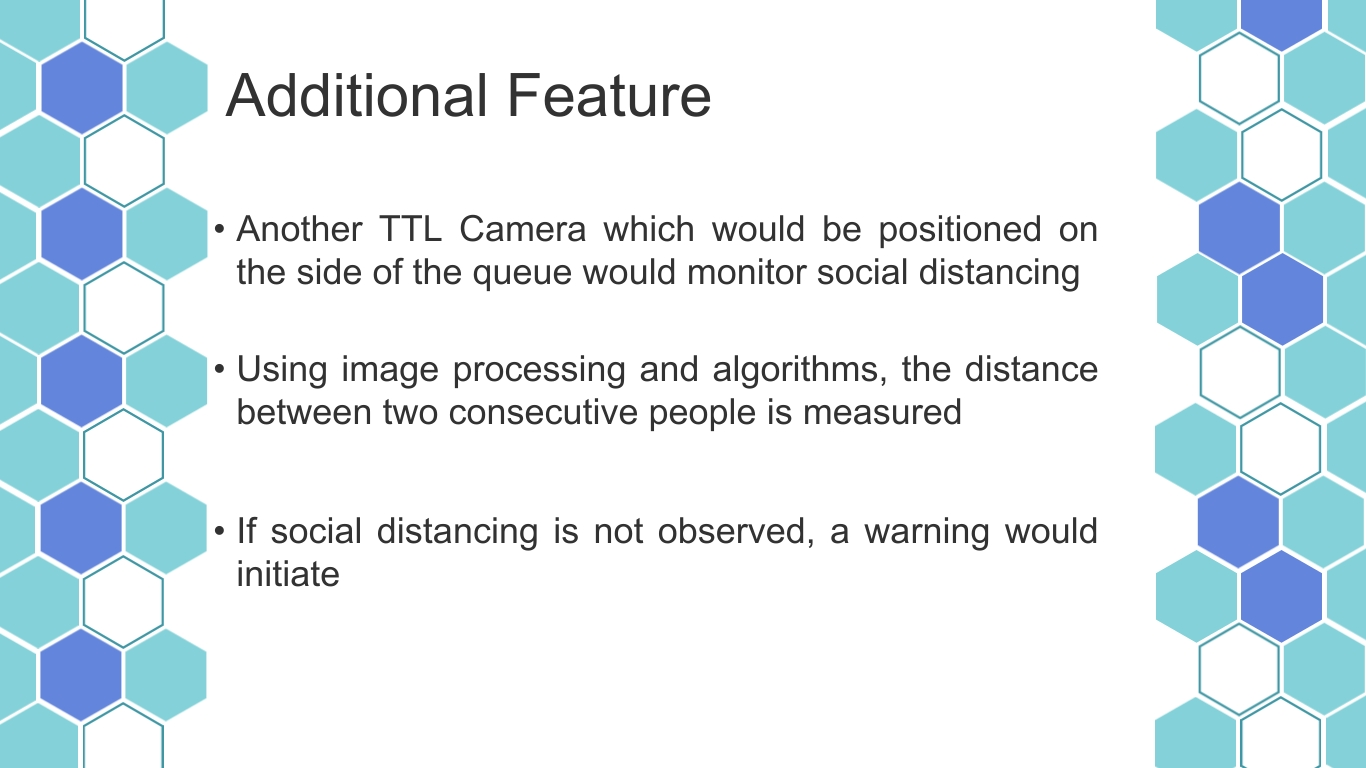 Additional Feature
• Another TTL Camera which would be positioned on
the side of the queue would monitor social distancing
• Using image processing and algorithms, the distance
between two consecutive people is measured
• If social distancing is not observed, a warning would
initiate